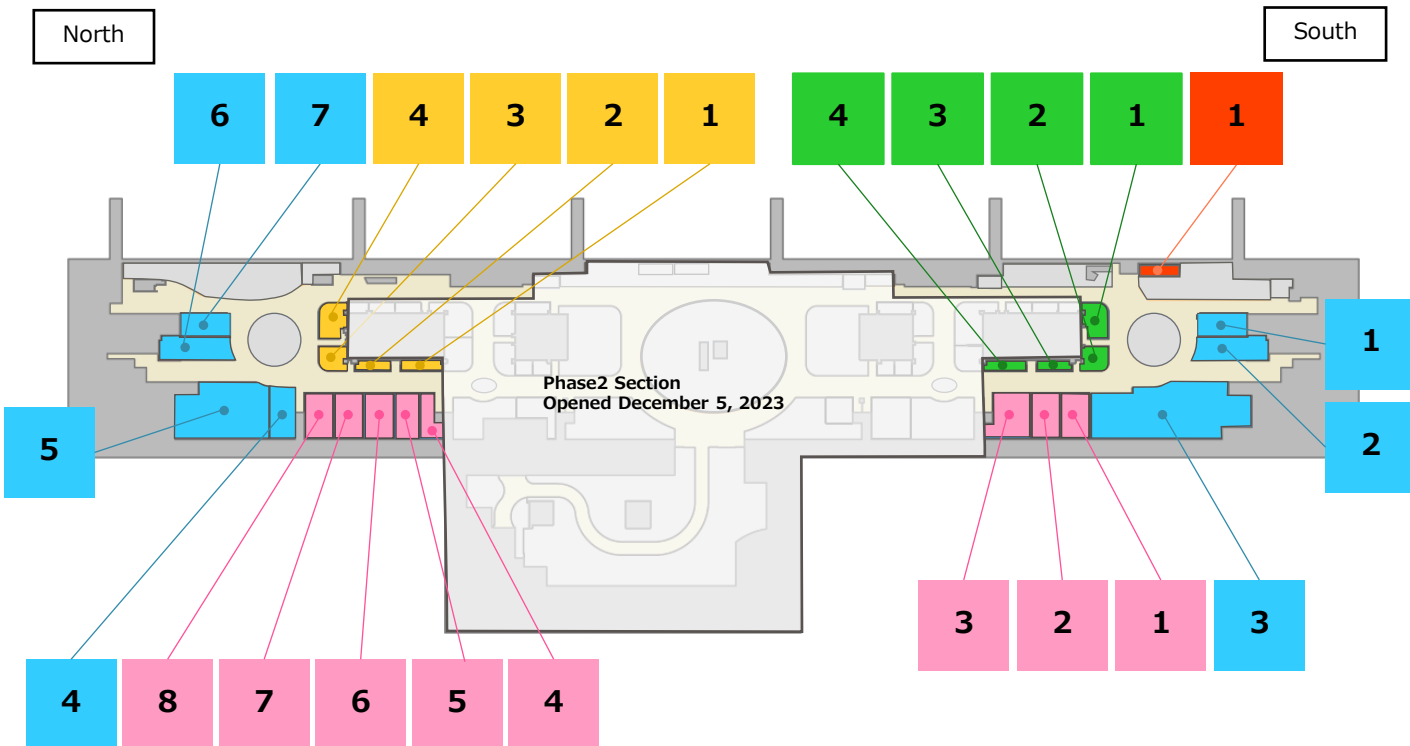 North
South
6 7 4 3 2 1 4 3 2 1 1
1
Phase2 Section
Opened December 5, 2023
5
2
3 2 1 3
4 8 7 6 5 4